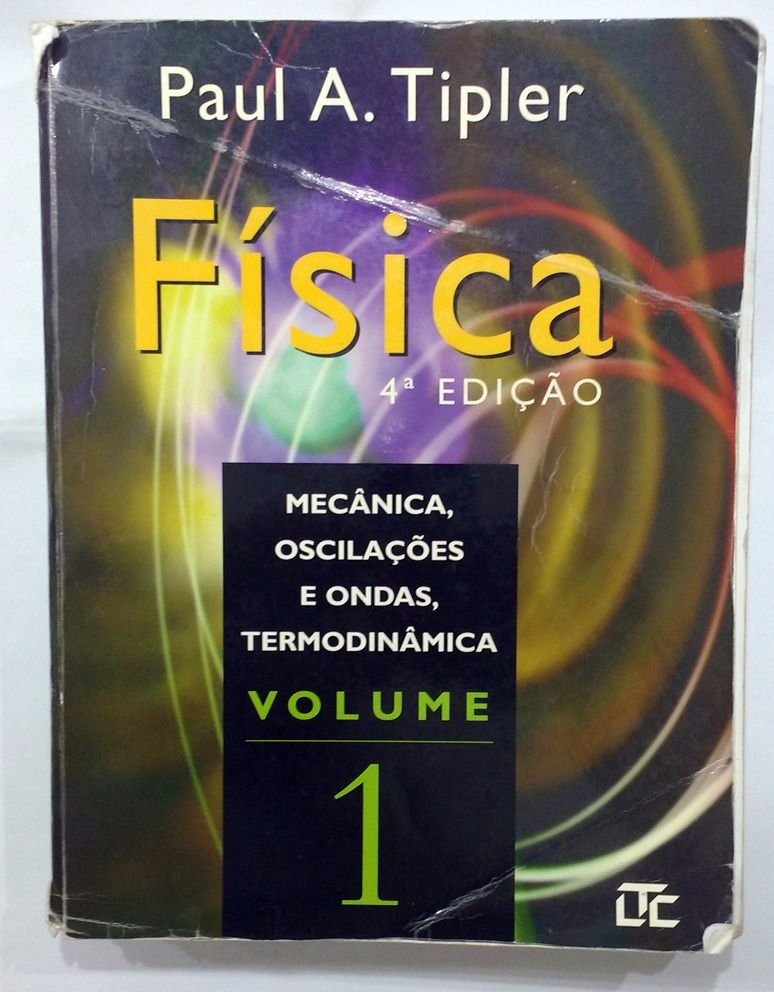 Paul A. Tipler
Física
4ª EDIÇÃO
MECÂNICA,
OSCILAÇÕES
E ONDAS,
TERMODINÂMICA
VOLUME
1
LTC